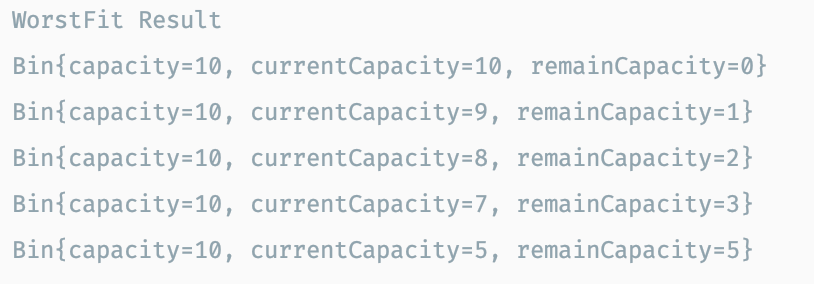 WorstFit Result
Bin{capacity=10, currentCapacity=10, remainCapacity=0}
Bin{capacity=10, currentCapacity=9, remainCapacity=1}
Bin{capacity=10, currentCapacity=8, remainCapacity=2}
Bin{capacity=10, currentCapacity=7, remainCapacity=3}
Bin{capacity=10, currentCapacity=5, remainCapacity=5}